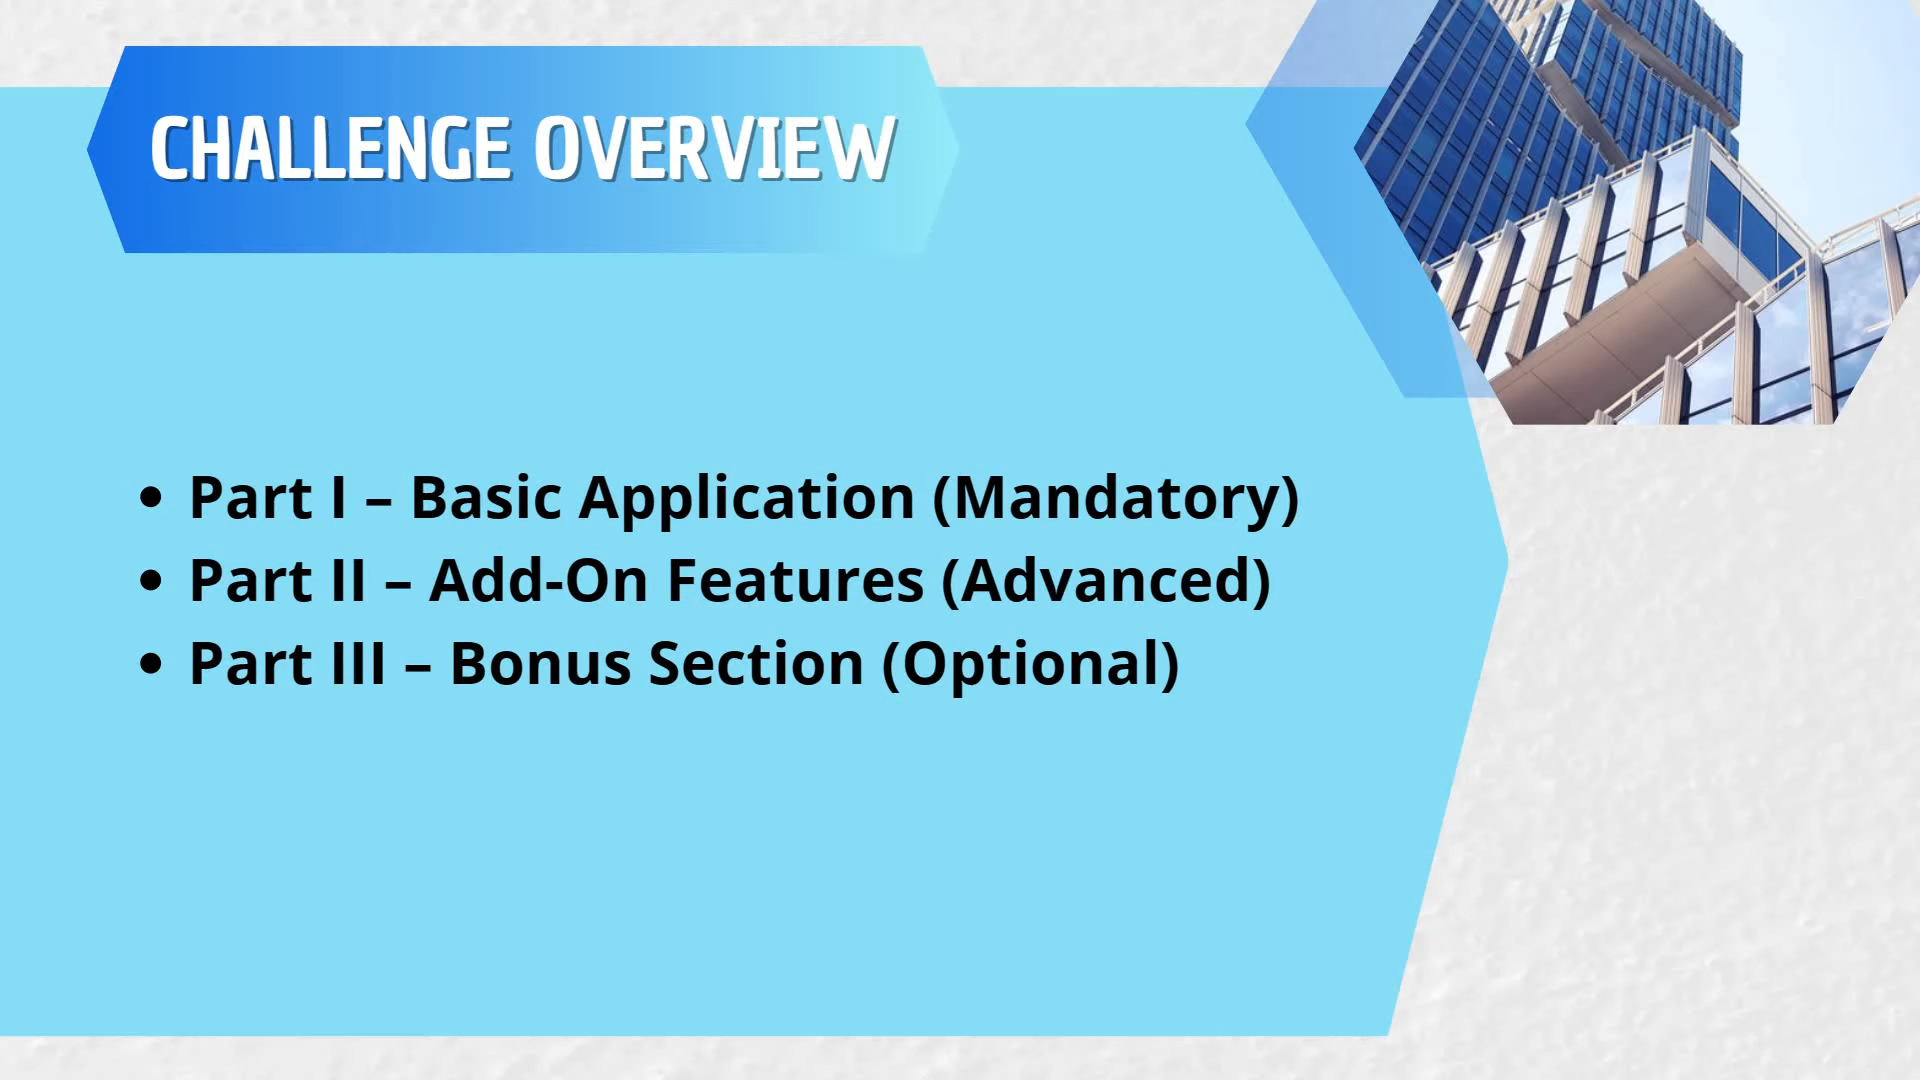 CHALLENGE OVERVIEW
• Part I – Basic Application (Mandatory)
• Part II – Add-On Features (Advanced)
• Part III – Bonus Section (Optional)